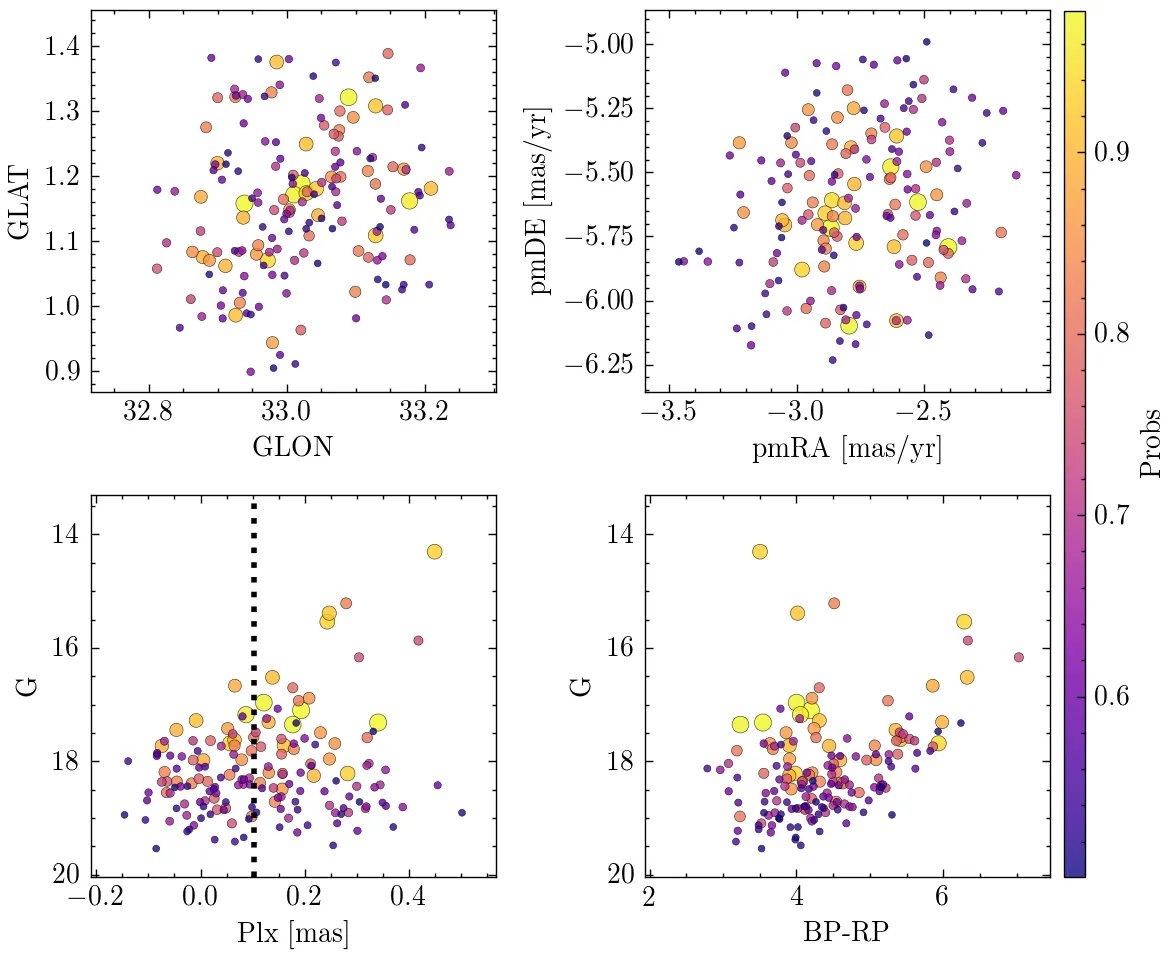 1.4
1.3
1.2
1.1
1.0
0.9
GLAT
32.8 33.0 33.2
GLON
−5.00
−5.25
−5.50
−5.75
−6.00
−6.25
pmDE [mas/yr]
−3.5 −3.0 −2.5
pmRA [mas/yr]
14
16
18
20
G
−0.2 0.0 0.2 0.4
Plx [mas]
14
16
18
20
G
2 4 6
BP-RP
0.9
0.8
0.7
0.6
Probs